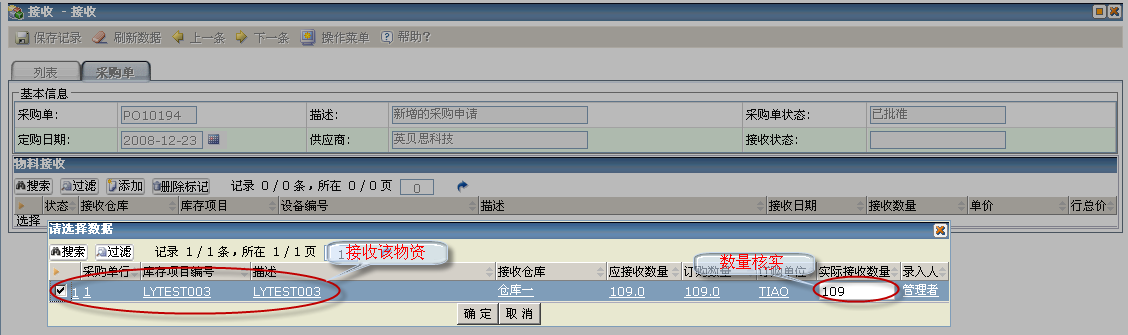 接收 - 接收
保存记录 刷新数据 上一条 下一条 操作菜单 帮助?
列表 采购单
基本信息
采购单: PO10194 描述: 新增的采购申请 采购单状态: 已批准
定购日期: 2008-12-23 供应商: 英贝思科技 接收状态:
物料接收
搜索 过滤 添加 删除标记 记录 0 / 0 条 , 所在 0 / 0 页 0
状态 接收仓库 库存项目 设备编号 描述 接收日期 接收数量 单价 行总价
选择
请选择数据
搜索 过滤 记录 1 / 1 条 , 所在 1 / 1 页 1 接收该物资
数量核实
采购单行 库存项目编号 描述 接收仓库 应接收数量 订购数量 订购单位 实际接收数量 录入人
1 1 LYTEST003 LYTEST003 仓库一 109.0 109.0 TIAO 109 管理者
确 定 取 消